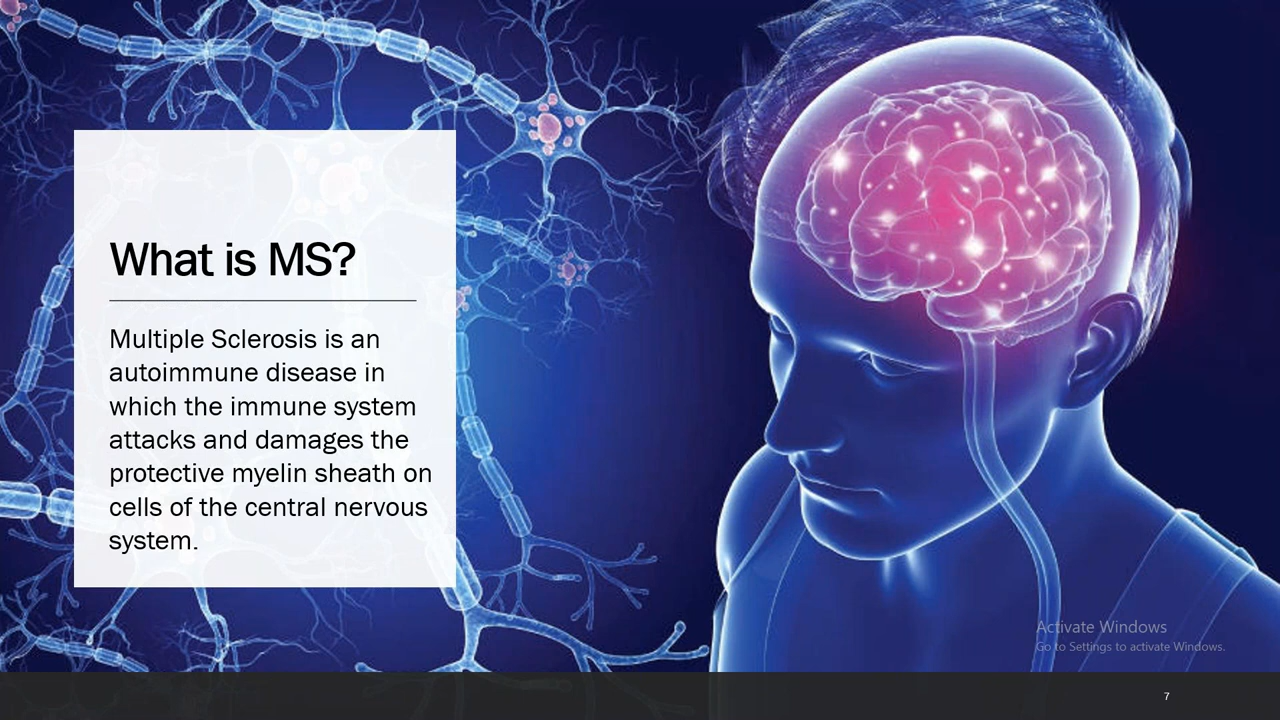 What is MS?
Multiple Sclerosis is an
autoimmune disease in
which the immune system
attacks and damages the
protective myelin sheath on
cells of the central nervous
system.
Activate Windows
Go to Settings to activate Windows.
7